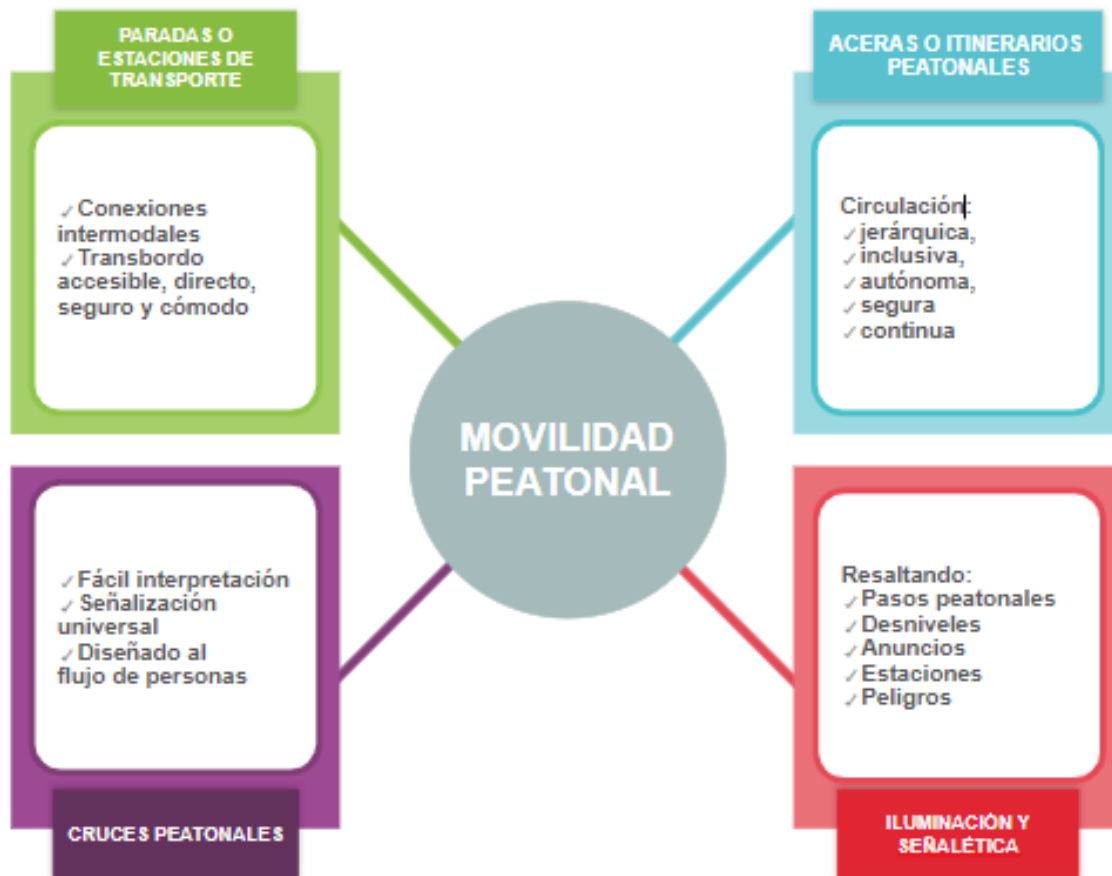 PARADAS O
ESTACIONES DE
TRANSPORTE
✓Conexiones
intermodales
✓Transbordo
accesible, directo,
seguro y cómodo
ACERAS O ITINERARIOS
PEATONALES
Circulación:
✓jerárquica,
✓inclusiva,
✓autónoma,
✓segura
✓continua
MOVILIDAD
PEATONAL
✓Fácil interpretación
✓Señalización
universal
✓Diseñado al
flujo de personas
CRUCES PEATONALES
Resaltando:
✓Pasos peatonales
✓Desniveles
✓Anuncios
✓Estaciones
✓Peligros
ILUMINACIÓN Y
SEÑALÉTICA